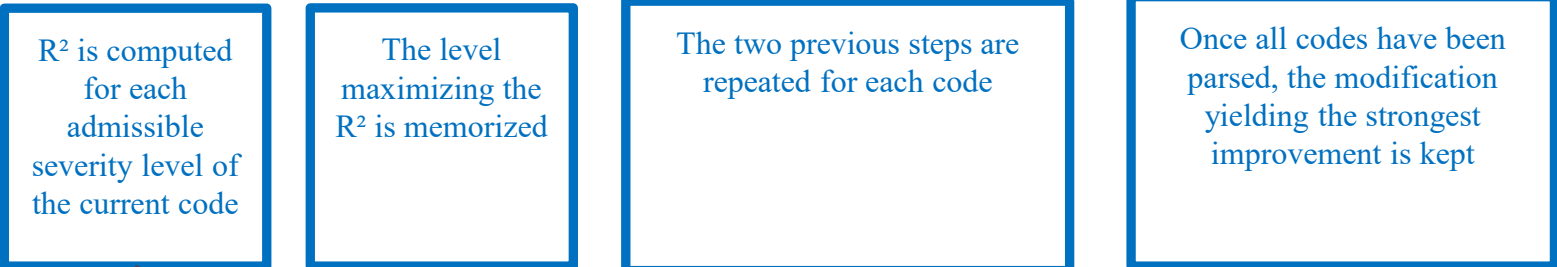 R² is computed
for each
admissible
severity level of
the current code
The level
maximizing the
R² is memorized
The two previous steps are
repeated for each code
Once all codes have been
parsed, the modification
yielding the strongest
improvement is kept